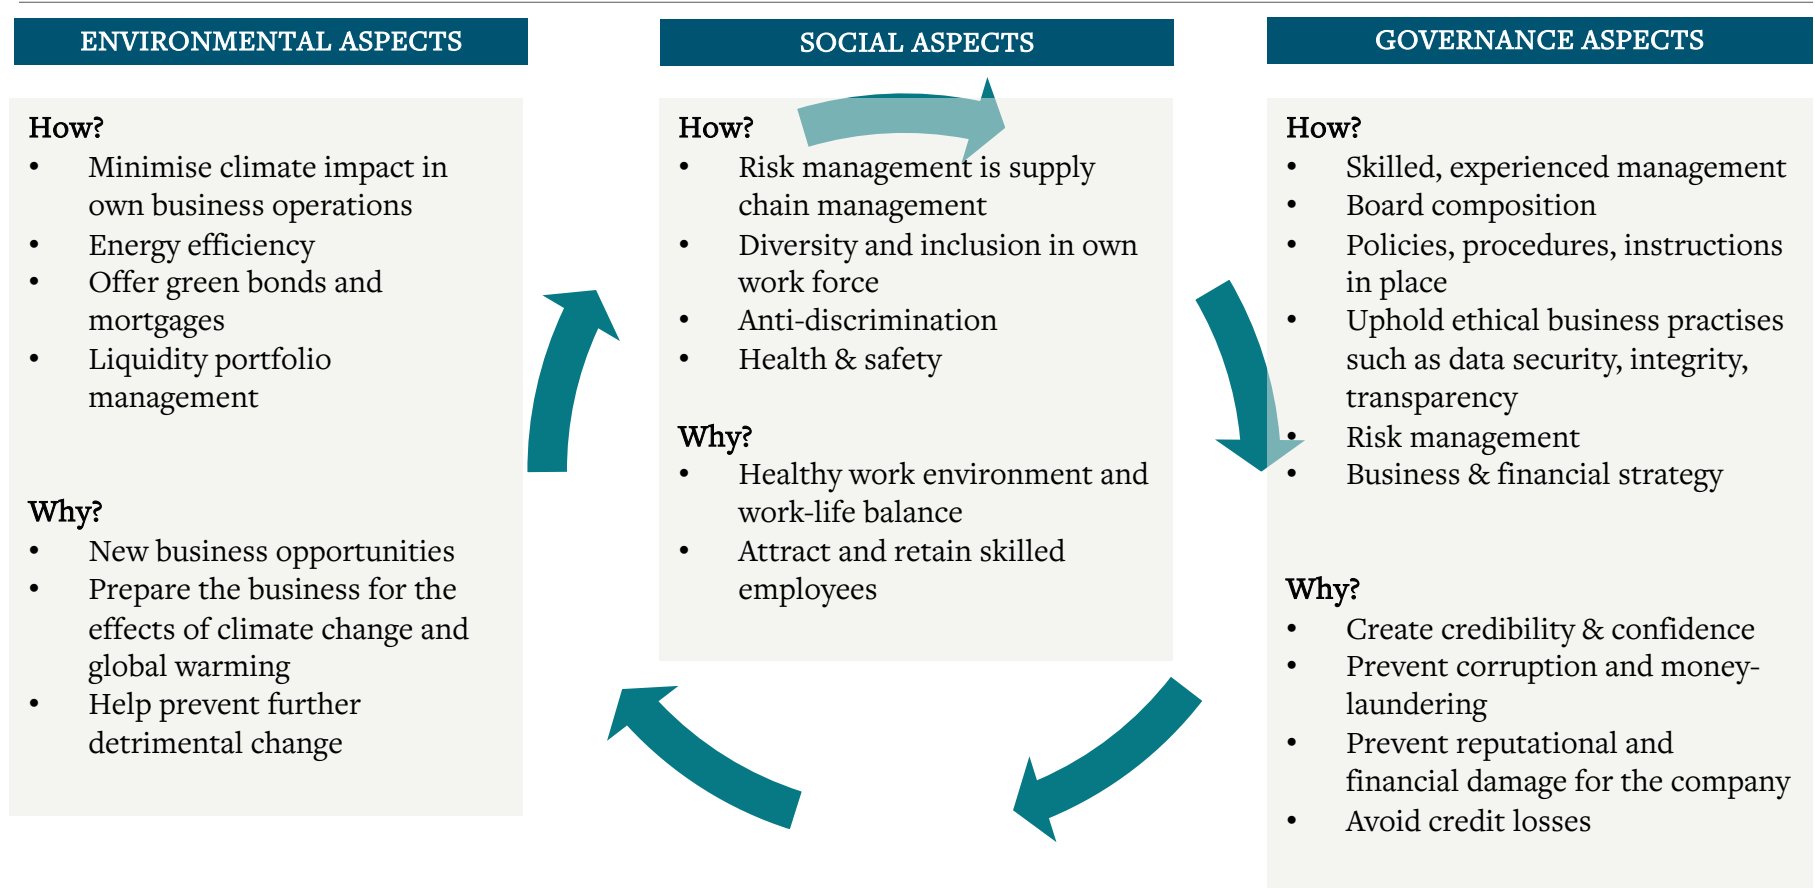 ENVIRONMENTAL ASPECTS
How?
• Minimise climate impact in
own business operations
• Energy efficiency
• Offer green bonds and
mortgages
• Liquidity portfolio
management
Why?
• New business opportunities
• Prepare the business for the
effects of climate change and
global warming
• Help prevent further
detrimental change
SOCIAL ASPECTS
How?
• Risk management is supply
chain management
• Diversity and inclusion in own
work force
• Anti-discrimination
• Health & safety
Why?
• Healthy work environment and
work-life balance
• Attract and retain skilled
employees
GOVERNANCE ASPECTS
How?
• Skilled, experienced management
• Board composition
• Policies, procedures, instructions
in place
• Uphold ethical business practises
such as data security, integrity,
transparency
• Risk management
• Business & financial strategy
Why?
• Create credibility & confidence
• Prevent corruption and money-
laundering
• Prevent reputational and
financial damage for the company
• Avoid credit losses